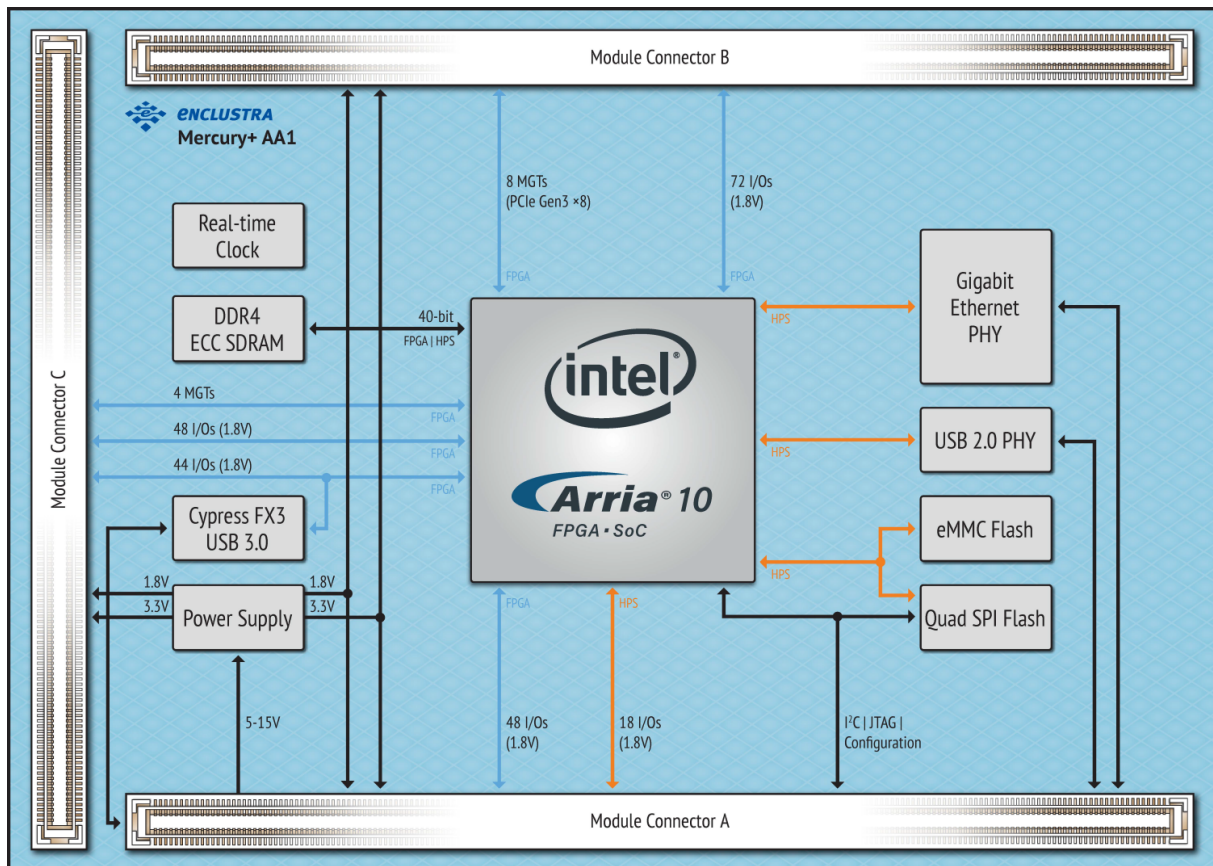 Module Connector B
ENCLUSTRA
Mercury+ AA1
8 MGTs
(PCIe Gen3 ×8)
72 I/Os
(1.8V)
Real-time
Clock
FPGA
FPGA
Gigabit
Ethernet
PHY
DDR4
ECC SDRAM
40-bit
FPGA | HPS
HPS
intel®
Module Connector C
4 MGTs
FPGA
48 I/Os (1.8V)
FPGA
44 I/Os (1.8V)
FPGA
HPS
USB 2.0 PHY
Arria® 10
FPGA · SoC
Cypress FX3
USB 3.0
eMMC Flash
HPS
1.8V
1.8V
3.3V
3.3V
Power Supply
FPGA
HPS
Quad SPI Flash
5-15V
48 I/Os
(1.8V)
18 I/Os
(1.8V)
I²C | JTAG |
Configuration
Module Connector A